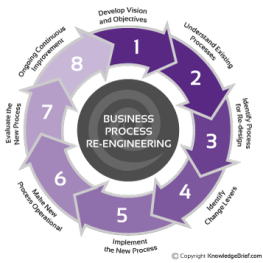 Develop Vision
and Objectives
1
Understand Existing
Processes
2
Identify Process
For Re-design
3
Identify
Change Levers
4
Implement
the New Process
5
Make New
Process Operational
6
Evaluate the
New Process
7
Ongoing Continuous
Improvement
8
BUSINESS
PROCESS
RE-ENGINEERING
© Copyright KnowledgeBrief.com